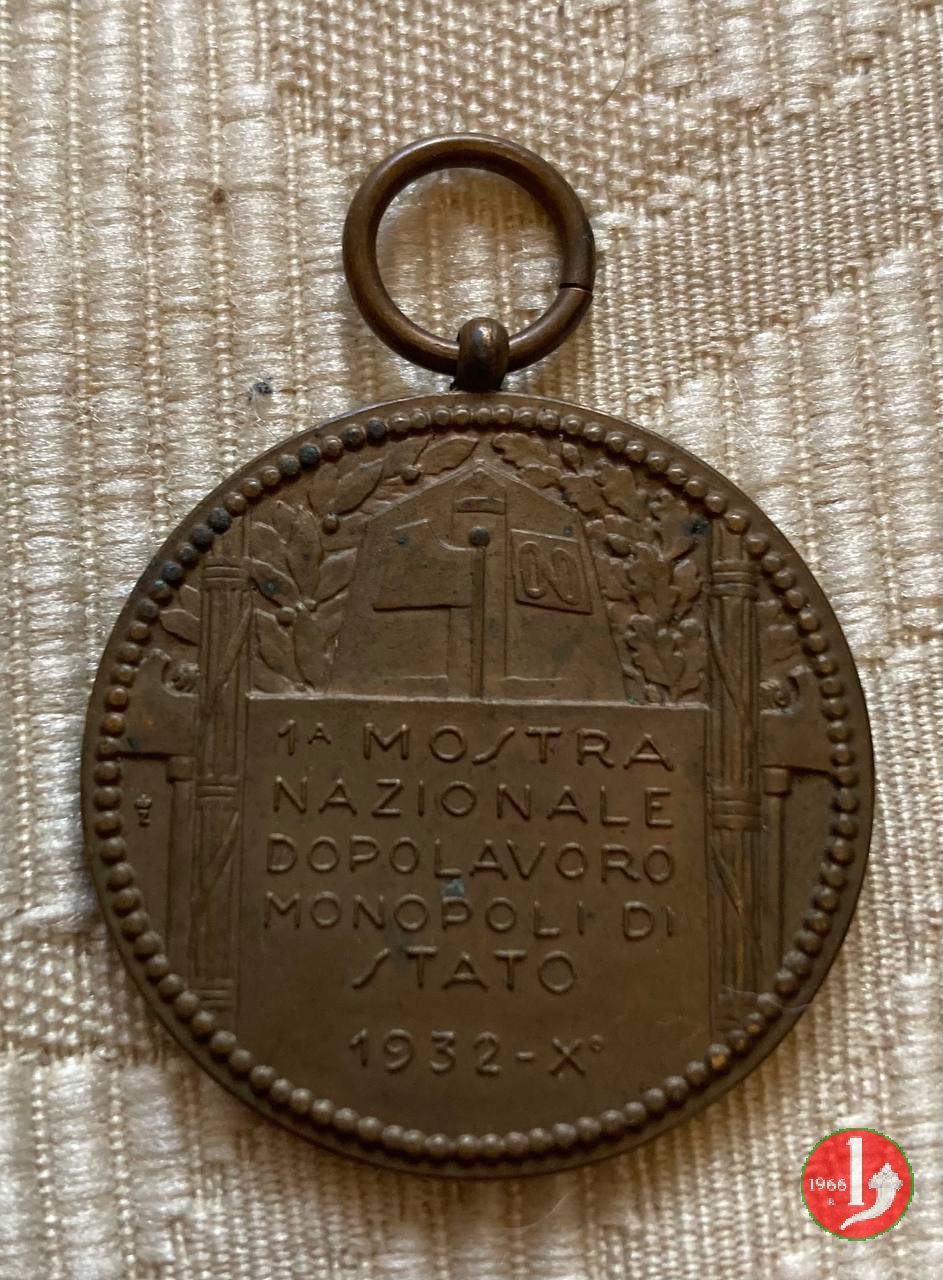 1ᴬ MOSTRA
NAZIONALE
DOPOLAVORO
MONOPOLI DI
STATO
1932-X°
1966
R